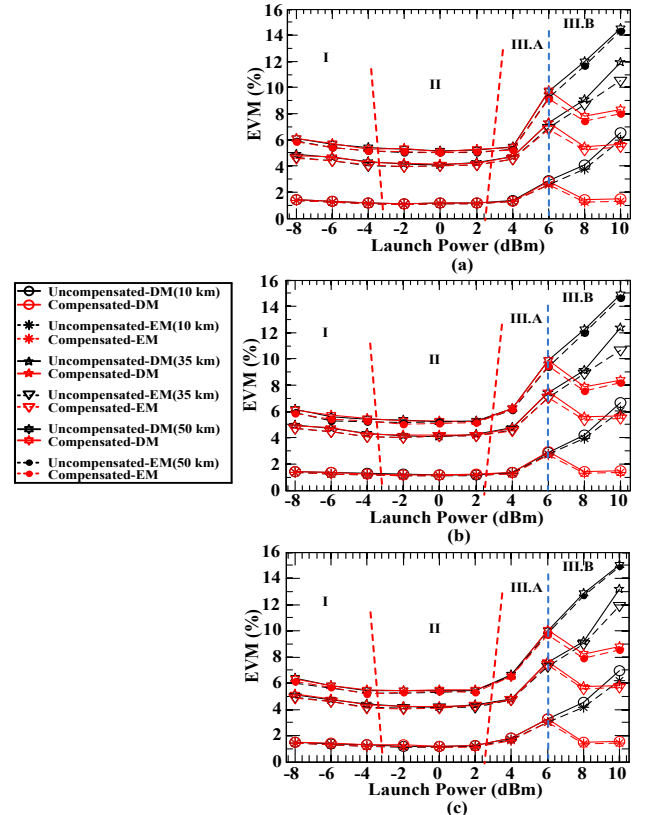 16
14
12
10
8
6
4
2
0
EVM (%)
I
II
III.A
III.B
-8 -6 -4 -2 0 2 4 6 8 10
Launch Power (dBm)
(a)
Uncompensated-DM(10 km)
Compensated-DM
Uncompensated-EM(10 km)
Compensated-EM
Uncompensated-DM(35 km)
Compensated-DM
Uncompensated-EM(35 km)
Compensated-EM
Uncompensated-DM(50 km)
Compensated-DM
Uncompensated-EM(50 km)
Compensated-EM
16
14
12
10
8
6
4
2
0
EVM (%)
I
II
III.A
III.B
-8 -6 -4 -2 0 2 4 6 8 10
Launch Power (dBm)
(b)
16
14
12
10
8
6
4
2
0
EVM (%)
I
II
III.A
III.B
-8 -6 -4 -2 0 2 4 6 8 10
Launch Power (dBm)
(c)